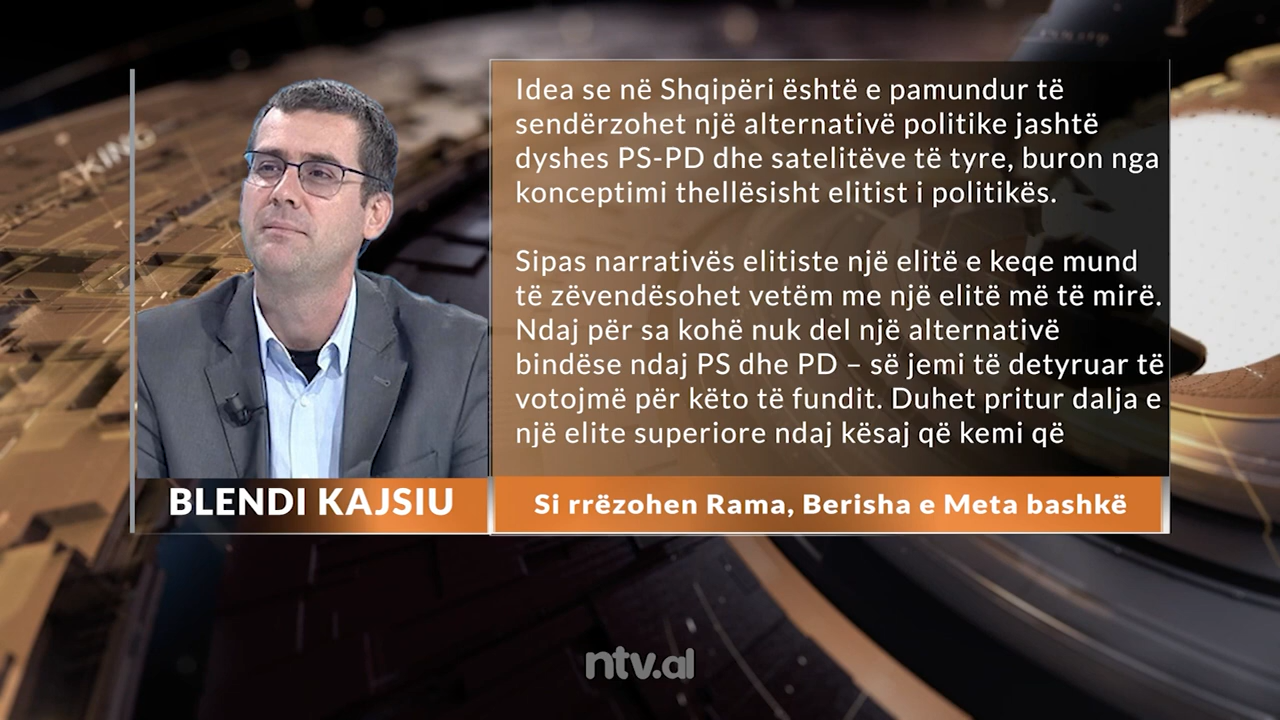 AKING
Idea se në Shqipëri është e pamundur të
sendërzohet një alternativë politike jashtë
dyshes PS-PD dhe satelitëve të tyre, buron nga
konceptimi thellësisht elitist i politikës.
Sipas narrativës elitiste një elitë e keqe mund
të zëvendësohet vetëm me një elitë më të mirë.
Ndaj për sa kohë nuk del një alternativë
bindëse ndaj PS dhe PD – së jemi të detyruar të
votojmë për këto të fundit. Duhet pritur dalja e
një elite superiore ndaj kësaj që kemi që
BLENDI KAJSIU
Si rrëzohen Rama, Berisha e Meta bashkë
ntv.al